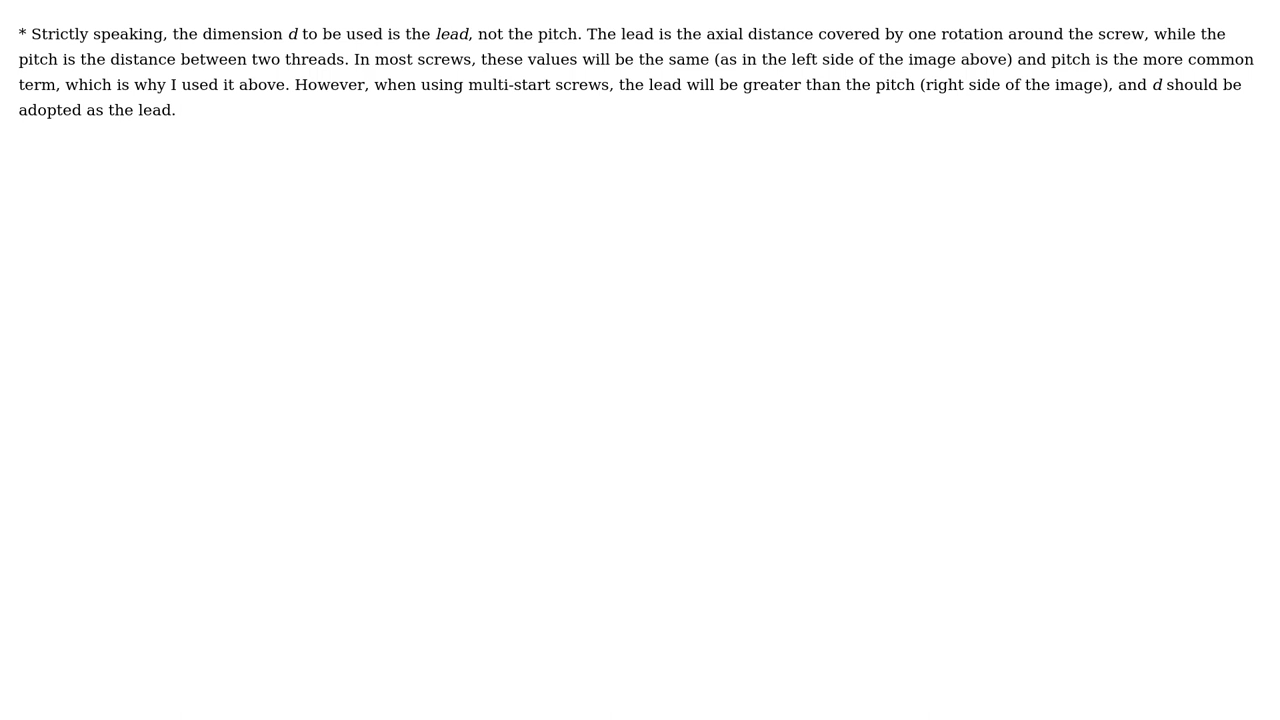 * Strictly speaking, the dimension d to be used is the lead, not the pitch. The lead is the axial distance covered by one rotation around the screw, while the
pitch is the distance between two threads. In most screws, these values will be the same (as in the left side of the image above) and pitch is the more common
term, which is why I used it above. However, when using multi-start screws, the lead will be greater than the pitch (right side of the image), and d should be
adopted as the lead.